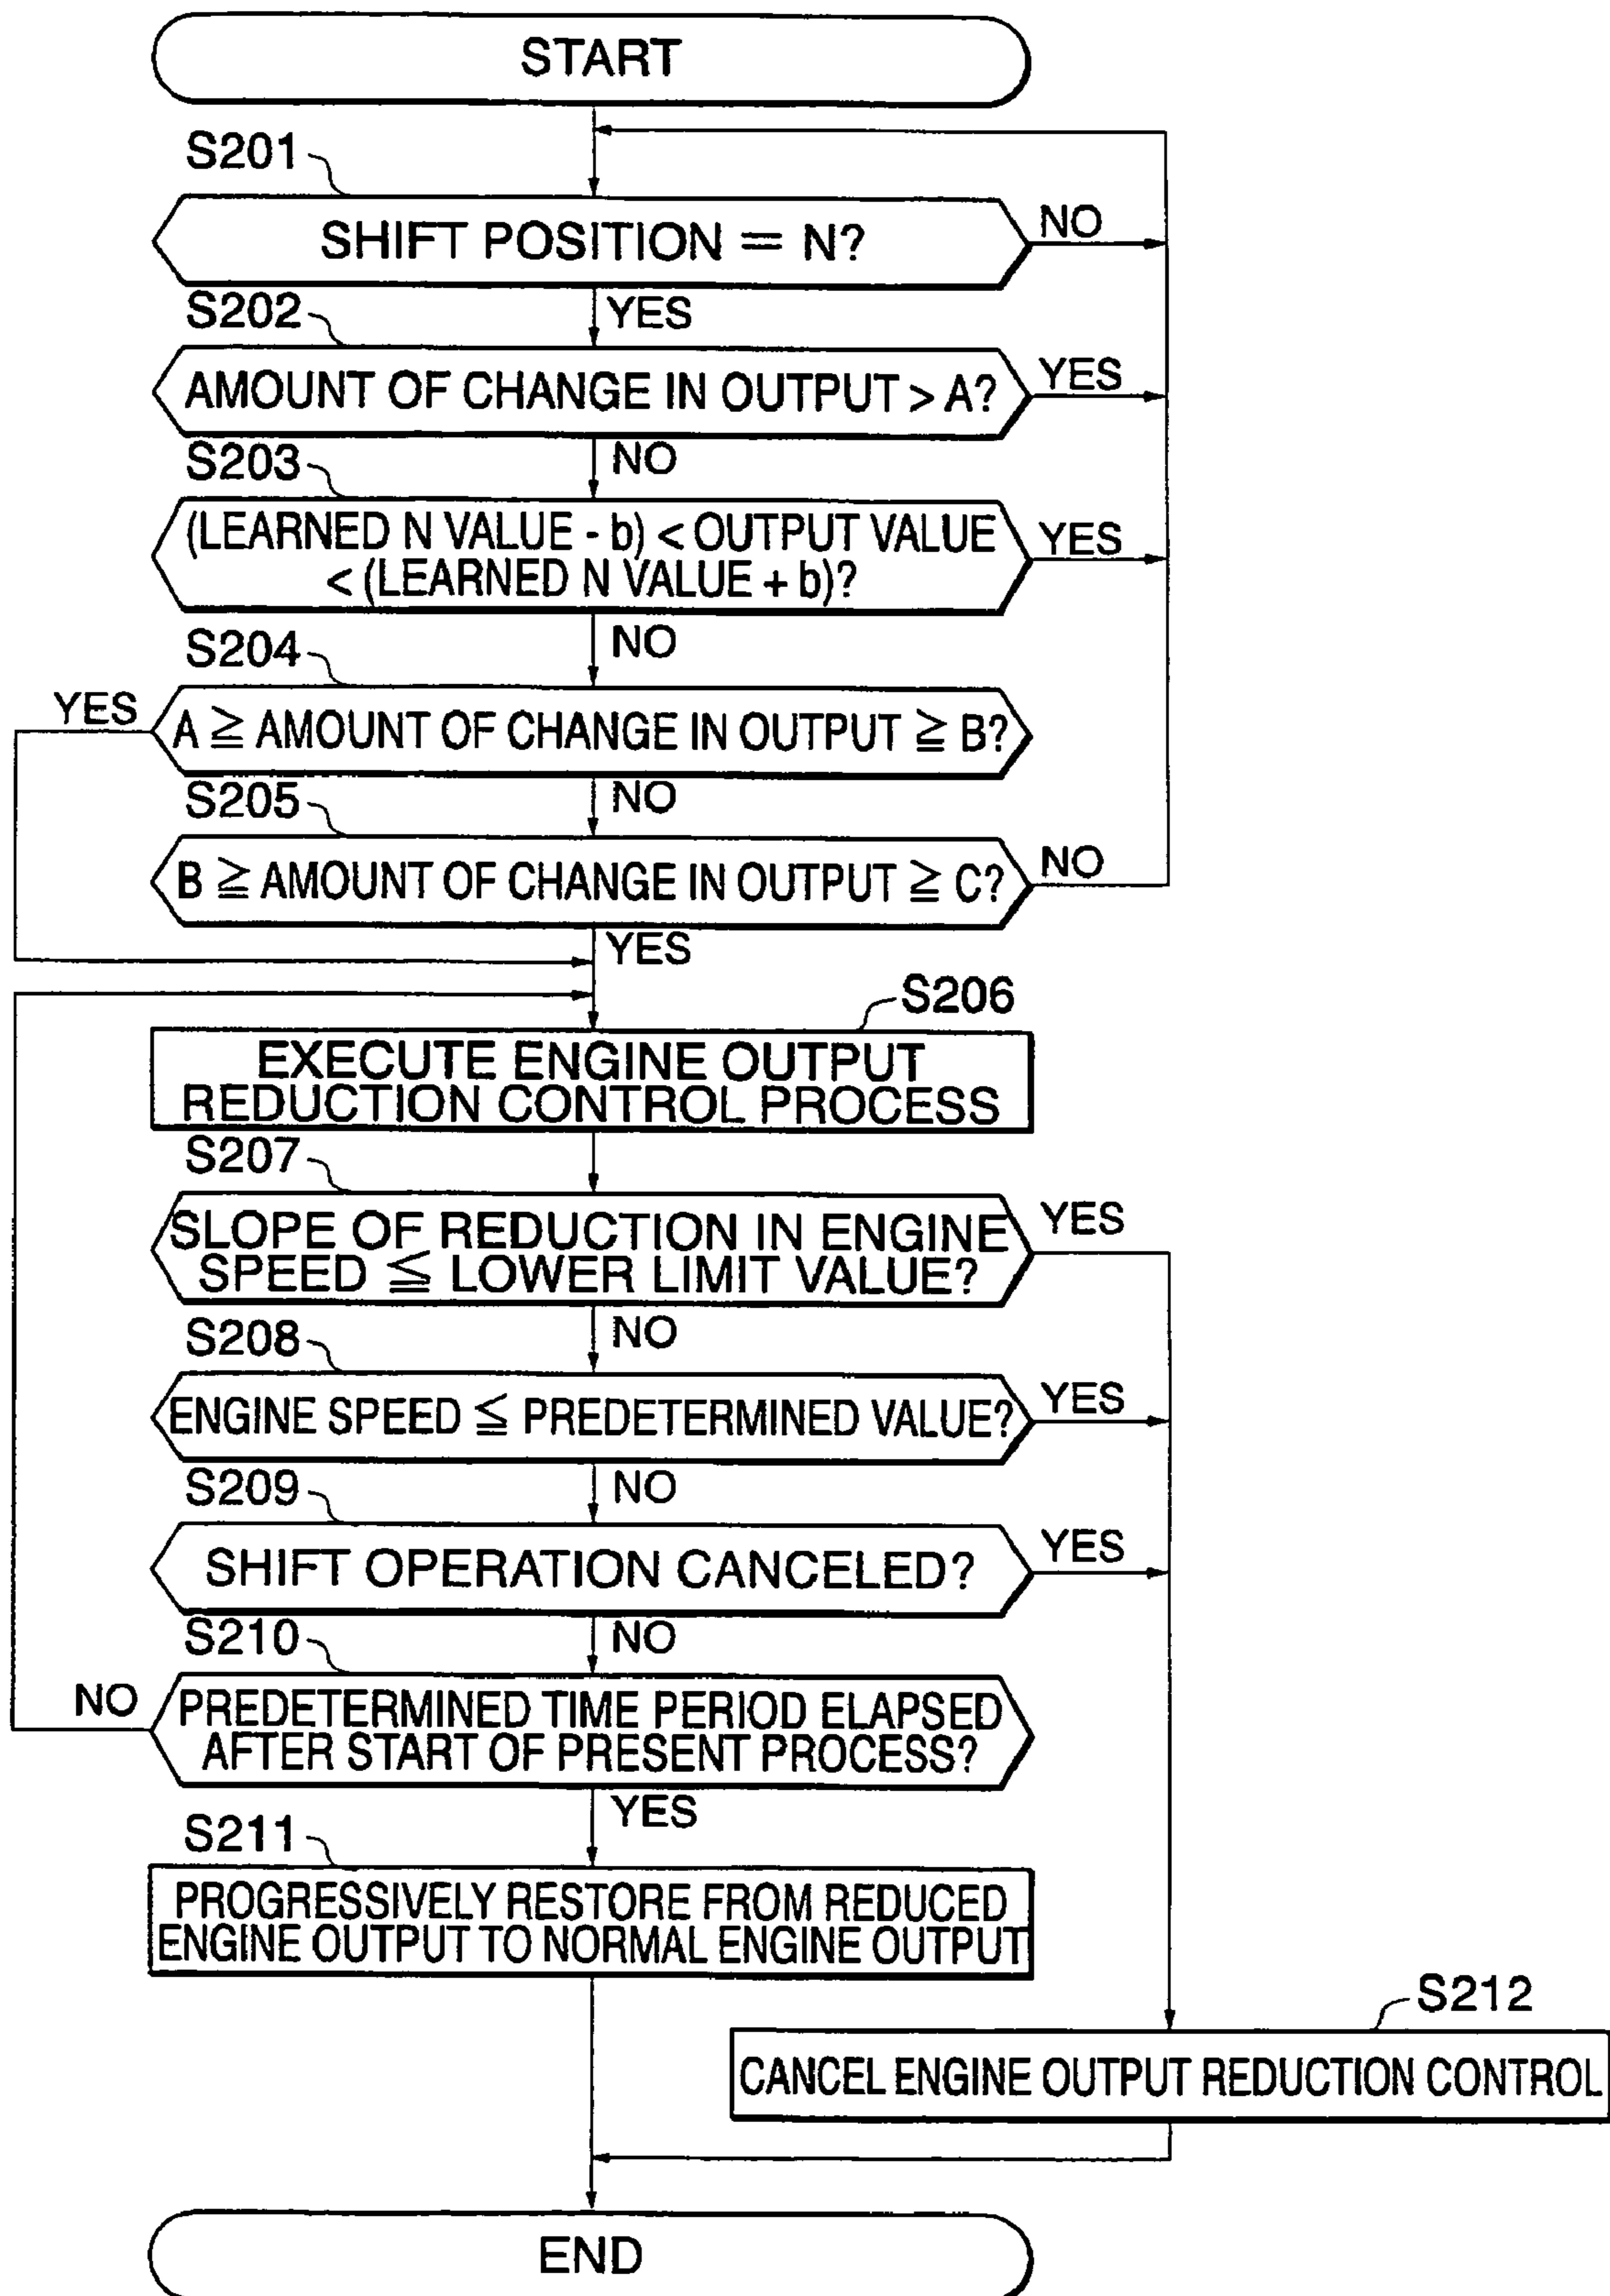 START
S201
SHIFT POSITION = N?
NO
YES
S202
AMOUNT OF CHANGE IN OUTPUT > A?
YES
NO
S203
(LEARNED N VALUE - b) < OUTPUT VALUE
< (LEARNED N VALUE + b)?
YES
NO
S204
YES
A ≧ AMOUNT OF CHANGE IN OUTPUT ≧ B?
NO
S205
B ≧ AMOUNT OF CHANGE IN OUTPUT ≧ C?
NO
YES
S206
EXECUTE ENGINE OUTPUT
REDUCTION CONTROL PROCESS
S207
SLOPE OF REDUCTION IN ENGINE
SPEED ≦ LOWER LIMIT VALUE?
YES
NO
S208
ENGINE SPEED ≦ PREDETERMINED VALUE?
YES
NO
S209
SHIFT OPERATION CANCELED?
YES
NO
S210
NO
PREDETERMINED TIME PERIOD ELAPSED
AFTER START OF PRESENT PROCESS?
YES
S211
PROGRESSIVELY RESTORE FROM REDUCED
ENGINE OUTPUT TO NORMAL ENGINE OUTPUT
S212
CANCEL ENGINE OUTPUT REDUCTION CONTROL
END